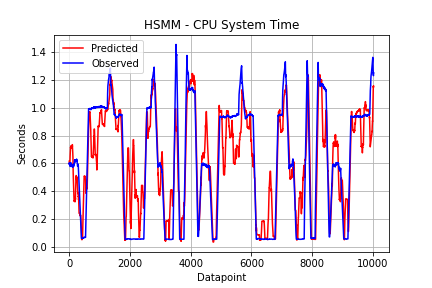 HSMM - CPU System Time
Predicted
Observed
1.4
1.2
1.0
0.8
0.6
0.4
0.2
0.0
Seconds
0 2000 4000 6000 8000 10000
Datapoint